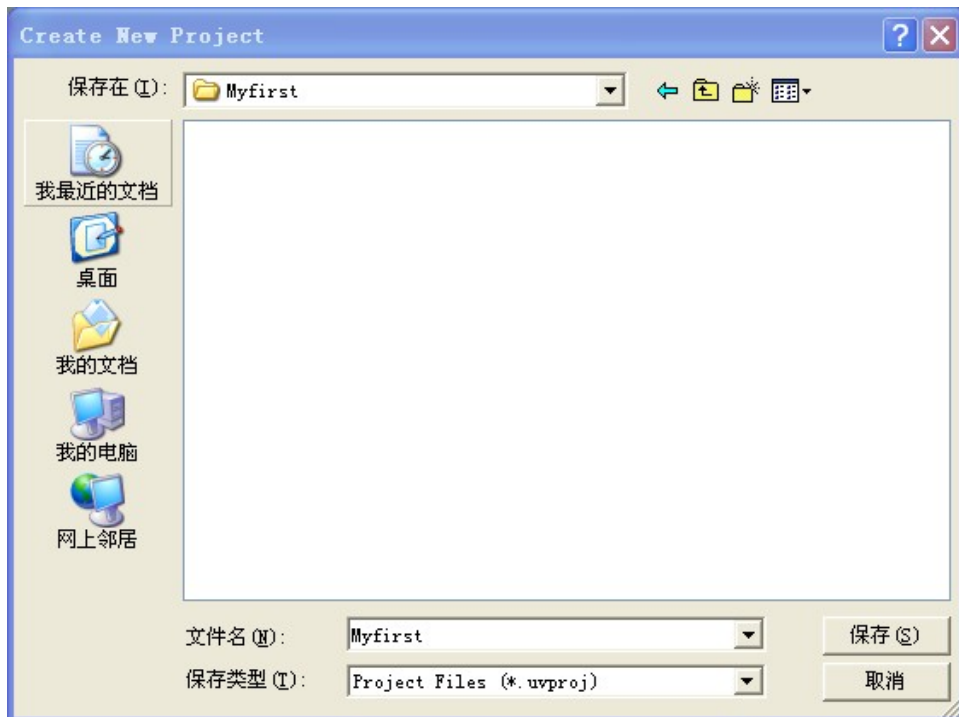 Create New Project
保存在(I):
Myfirst
我最近的文档
桌面
我的文档
我的电脑
网上邻居
文件名(N):
Myfirst
保存(S)
保存类型(T):
Project Files (*.uvproj)
取消